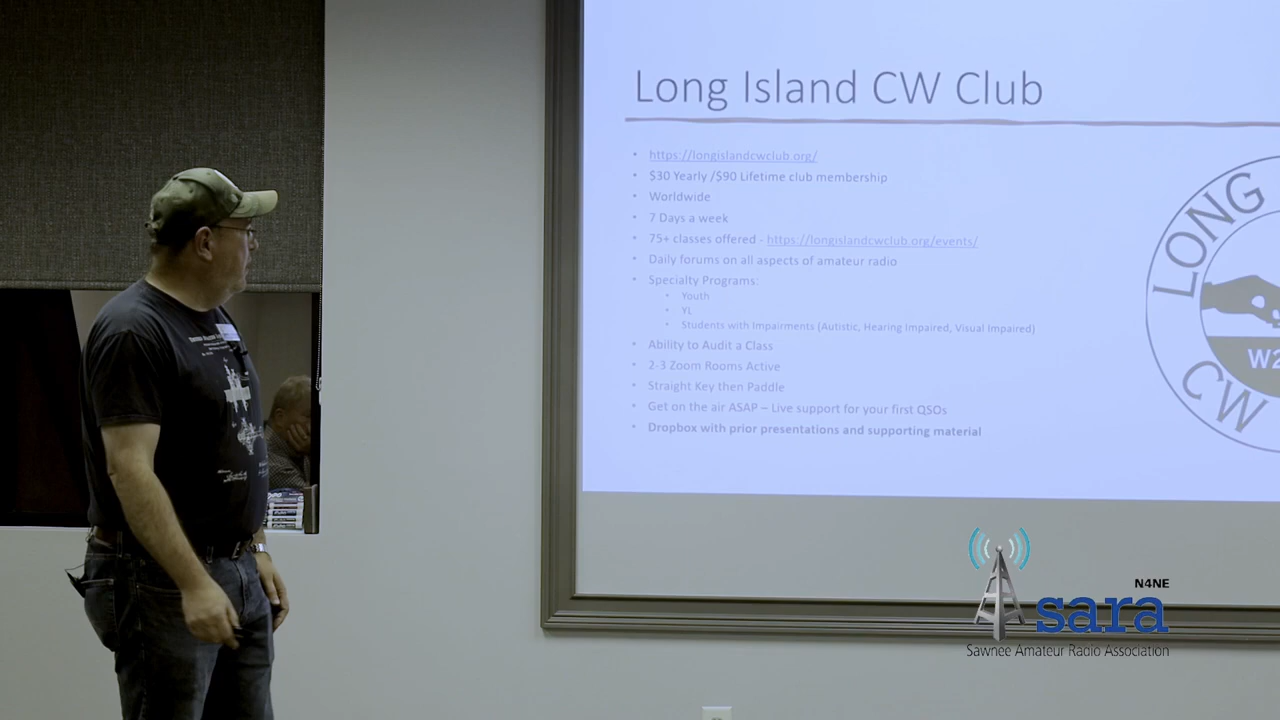 Long Island CW Club
https://longislandcwclub.org/
$30 Yearly /$90 Lifetime club membership
Worldwide
7 Days a week
75+ classes offered - https://longislandcwclub.org/events/
Daily forums on all aspects of amateur radio
Specialty Programs:
Youth
YL
Students with Impairments (Autistic, Hearing Impaired, Visual Impaired)
Ability to Audit a Class
2-3 Zoom Rooms Active
Straight Key then Paddle
Get on the air ASAP – Live support for your first QSOs
Dropbox with prior presentations and supporting material
LONG
W2
CW
N4NE
sara
Sawnee Amateur Radio Association